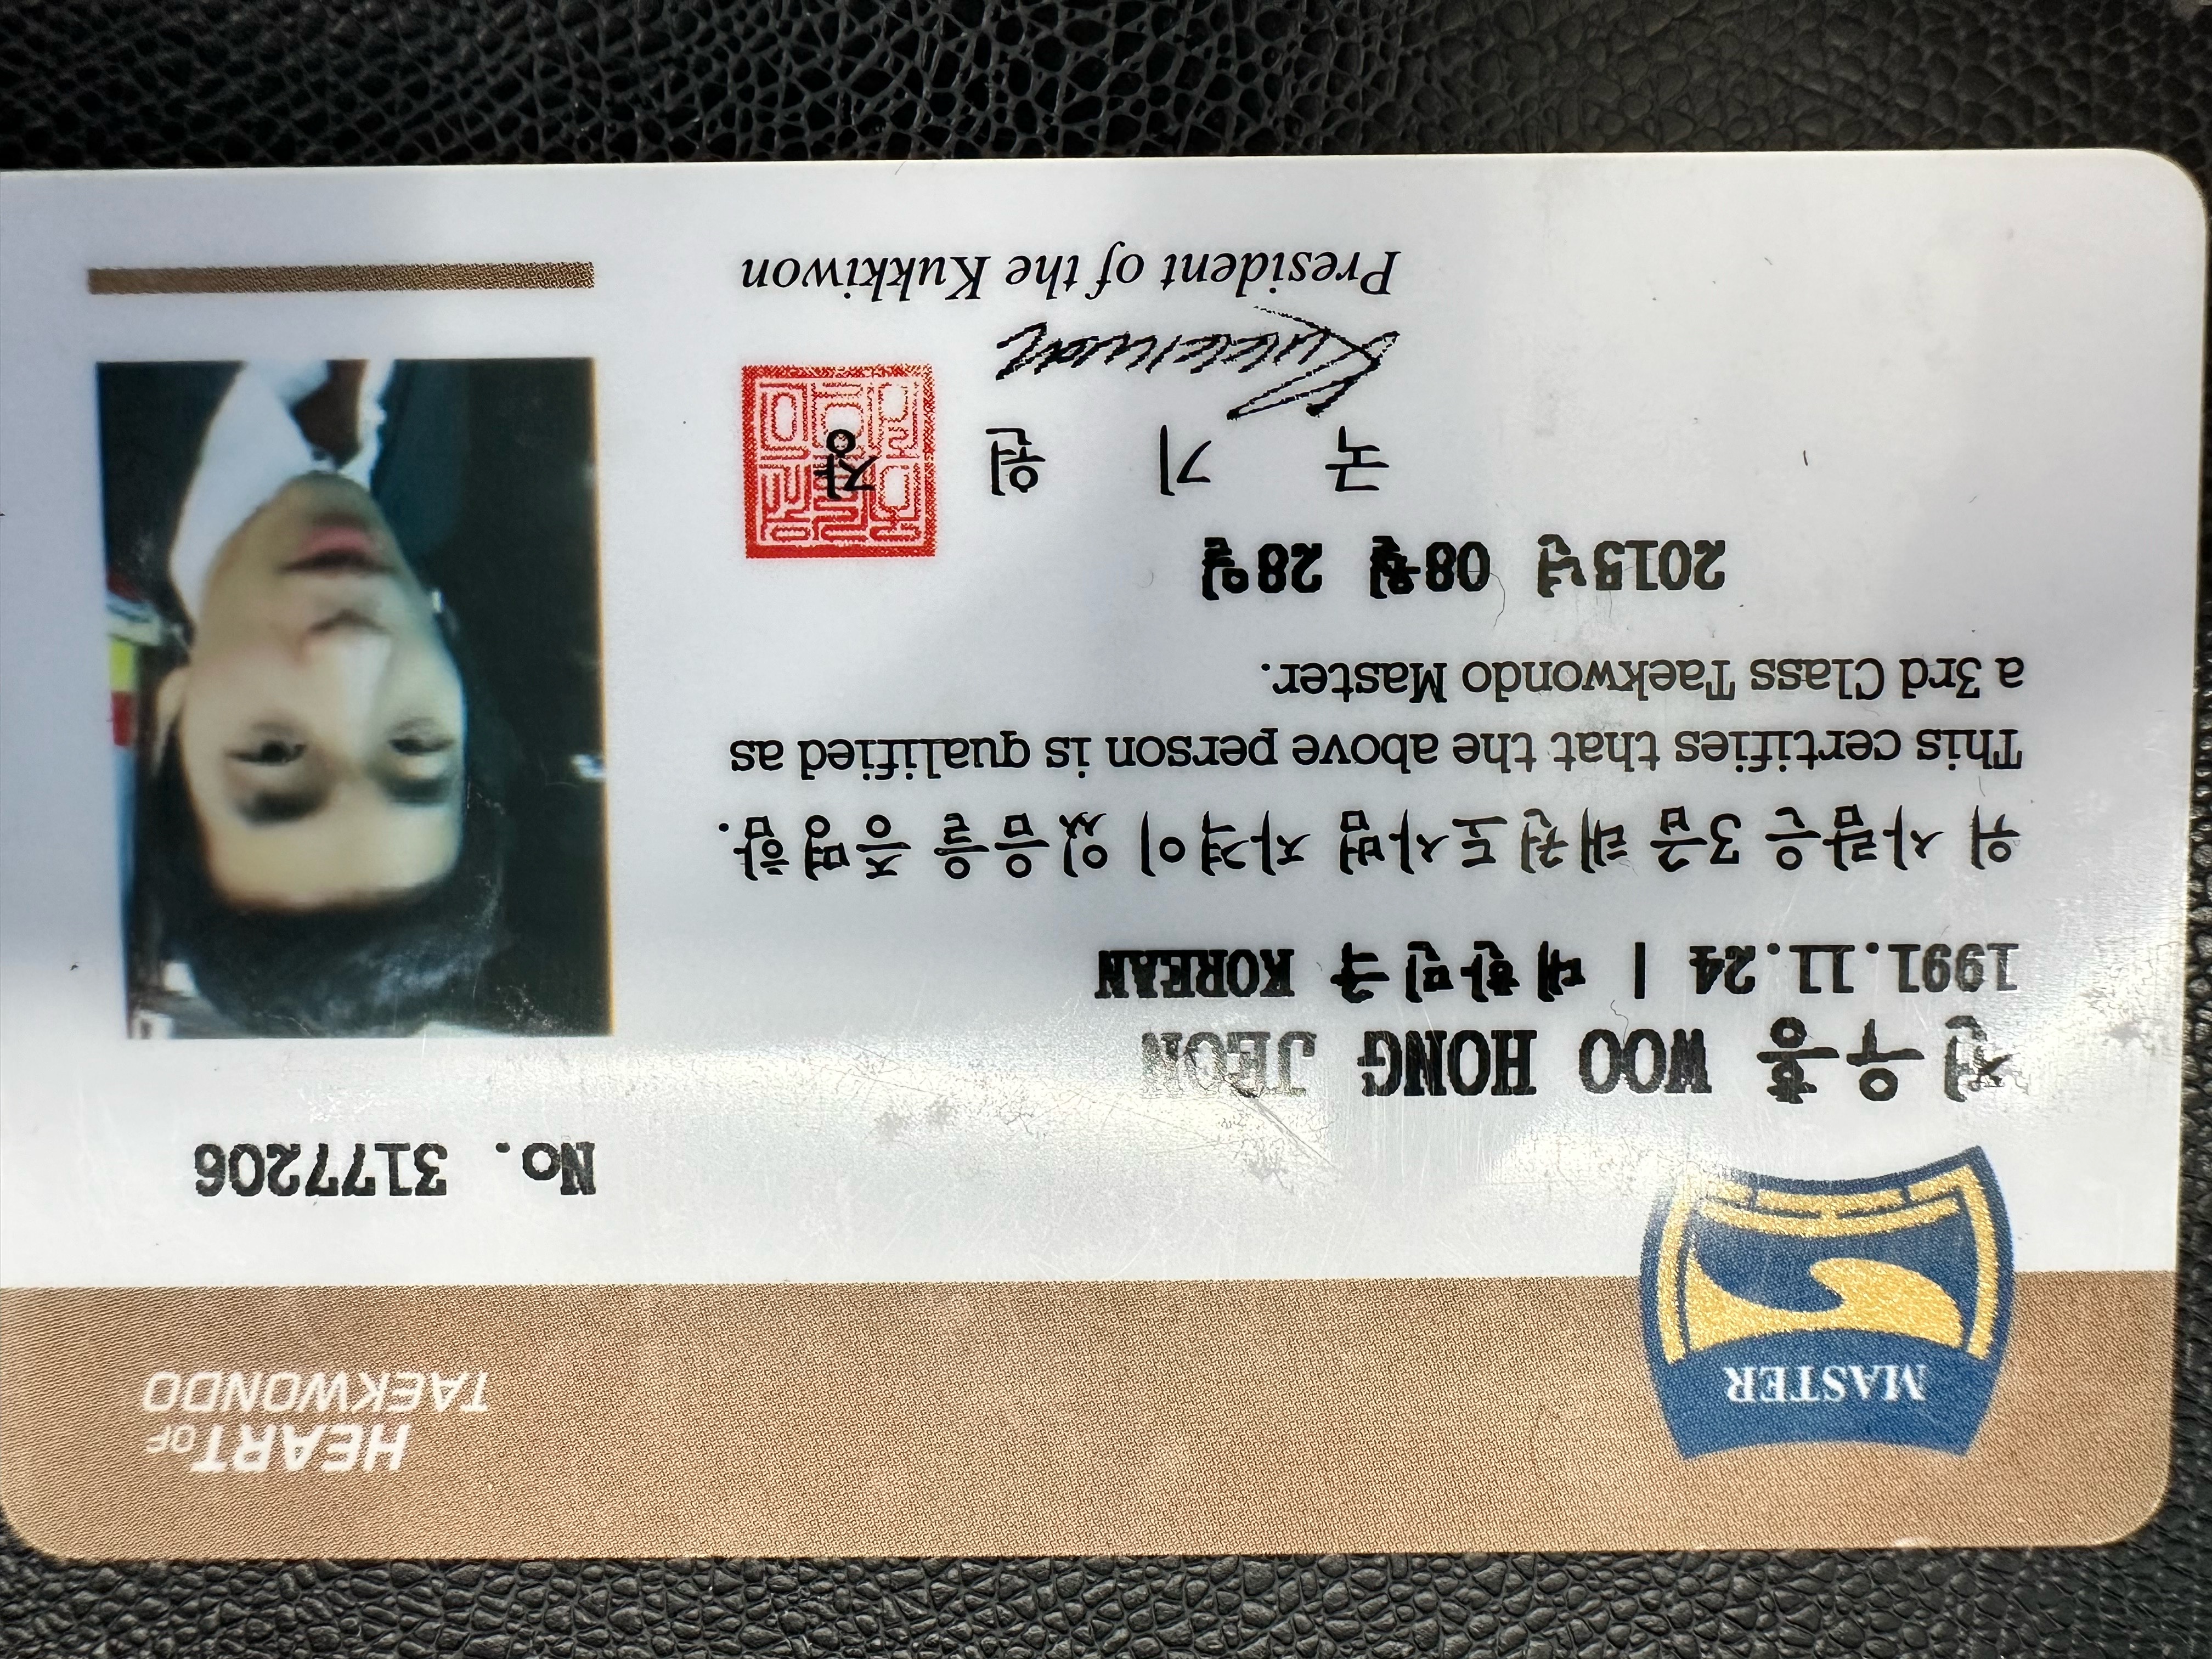 MASTER
HEART OF
TAEKWONDO
No. 3177206
전우홍 WOO HONG JEON
1991.11.24 | 대한민국 KOREAN
위 사람은 3급 태권도사범 자격이 있음을 증명함.
This certifies that the above person is qualified as
a 3rd Class Taekwondo Master.
2015년 08월 28일
국 기 원 장
Kukkiwon
President of the Kukkiwon